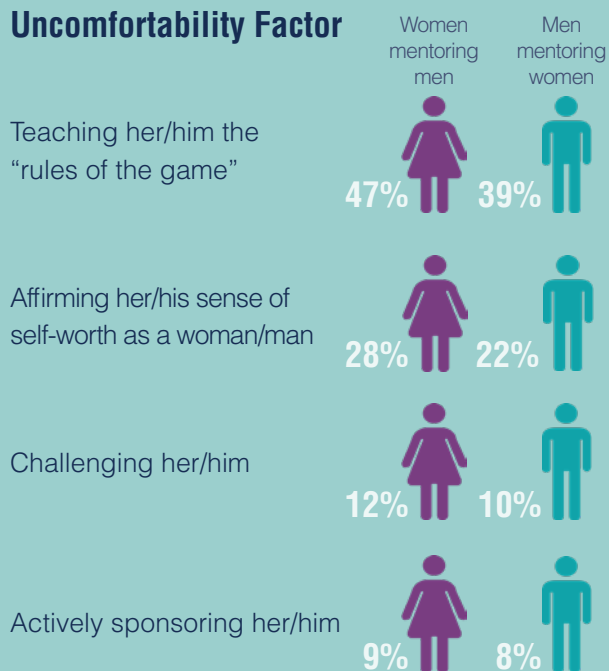 Uncomfortability Factor
Women
mentoring
men
Men
mentoring
women
Teaching her/him the
“rules of the game”
47%
39%
Affirming her/his sense of
self-worth as a woman/man
28%
22%
Challenging her/him
12%
10%
Actively sponsoring her/him
9%
8%